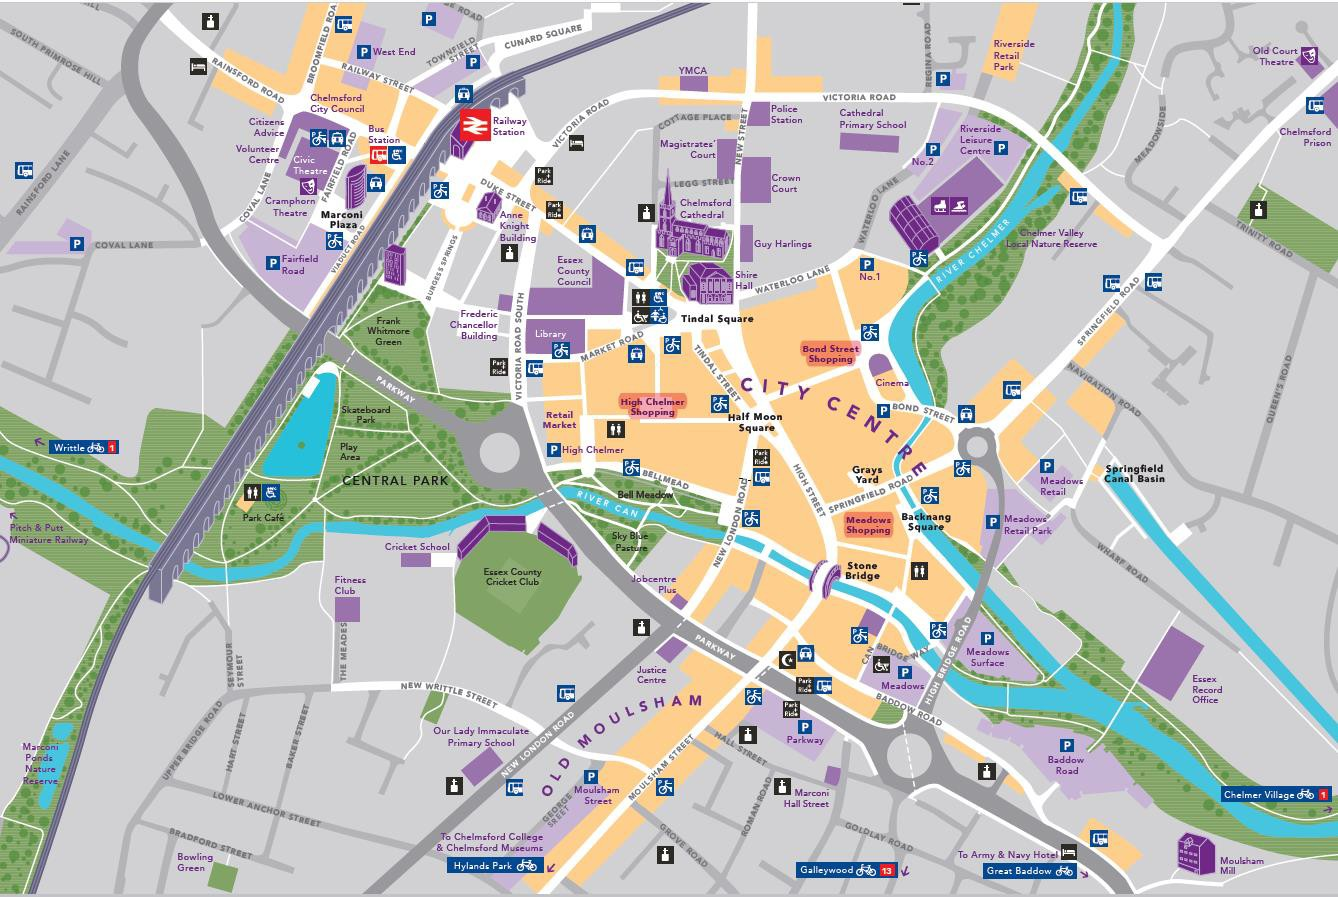 SOUTH PRIMROSE HILL
RAINSFORD ROAD
BROOMFIELD ROAD
P West End
P
TOWNFIELD STREET
P
CUNARD SQUARE
RAILWAY STREET
Chelmsford
City Council
Citizens
Advice
Volunteer
Centre
Civic
Theatre
Cramphorn
Theatre
Bus
Station
FAIRFIELD ROAD
COVAL LANE
Marconi
Plaza
VIADUCT ROAD
P Fairfield
Road
RAINSFORD LANE
P
COVAL LANE
Railway
Station
VICTORIA ROAD
YMCA
COTTAGE PLACE
NEW STREET
Police
Station
Magistrates'
Court
Crown
Court
LEGG STREET
Chelmsford
Cathedral
Guy Harlings
Shire
Hall
VICTORIA ROAD
REGINA ROAD
P
Riverside
Retail
Park
Cathedral
Primary School
Riverside
Leisure
Centre
P
P
No.2
WATERLOO LANE
RIVER CHELMER
Chelmer Valley
Local Nature Reserve
MEADOWSIDE
Old Court
Theatre
Chelmsford
Prison
TRINITY ROAD
SPRINGFIELD ROAD
NAVIGATION ROAD
QUEEN'S ROAD
Park
Ride
Park
Ride
DUKE STREET
Anne
Knight
Building
BURGESS SPRINGS
Essex
County
Council
Frederic
Chancellor
Building
VICTORIA ROAD SOUTH
Library
MARKET ROAD
Tindal Square
WATERLOO LANE
P
No.1
Bond Street
Shopping
Cinema
TINDAL STREET
CITY CENTRE
P BOND STREET
High Chelmer
Shopping
Half Moon
Square
Park
Ride
Retail
Market
P High Chelmer
Frank
Whitmore
Green
PARKWAY
Skateboard
Park
Play
Area
CENTRAL PARK
Park Café
Writtle 1
Pitch & Putt
Miniature Railway
BELLMEAD
Bell Meadow
RIVER CAN
Sky Blue
Pasture
NEW LONDON ROAD
Park
Ride
HIGH STREET
Grays
Yard
SPRINGFIELD ROAD
Meadows
Shopping
Backnang
Square
P
Meadows
Retail
P Meadows
Retail Park
Springfield
Canal Basin
WHARF ROAD
Stone
Bridge
Cricket School
Essex County
Cricket Club
Fitness
Club
THE MEADES
SEYMOUR STREET
Jobcentre
Plus
PARKWAY
Justice
Centre
CAN BRIDGE WAY
P
Meadows
HIGH BRIDGE ROAD
P
Meadows
Surface
BADDOW ROAD
Essex
Record
Office
Park
Ride
Park
Ride
P
Parkway
NEW WRITTLE STREET
OLD MOULSHAM
NEW LONDON ROAD
Our Lady Immaculate
Primary School
UPPER BRIDGE ROAD
HART STREET
BAKER STREET
LOWER ANCHOR STREET
BRADFORD STREET
Bowling
Green
Marconi
Ponds
Nature
Reserve
GEORGE STREET
P
Moulsham
Street
MOULSHAM STREET
HALL STREET
ROMAN ROAD
Marconi
Hall Street
GROVE ROAD
GOLDLAY ROAD
P
Baddow
Road
Chelmer Village 1
To Chelmsford College
& Chelmsford Museums
Hylands Park
Galleywood 13
To Army & Navy Hotel
Great Baddow
Moulsham
Mill